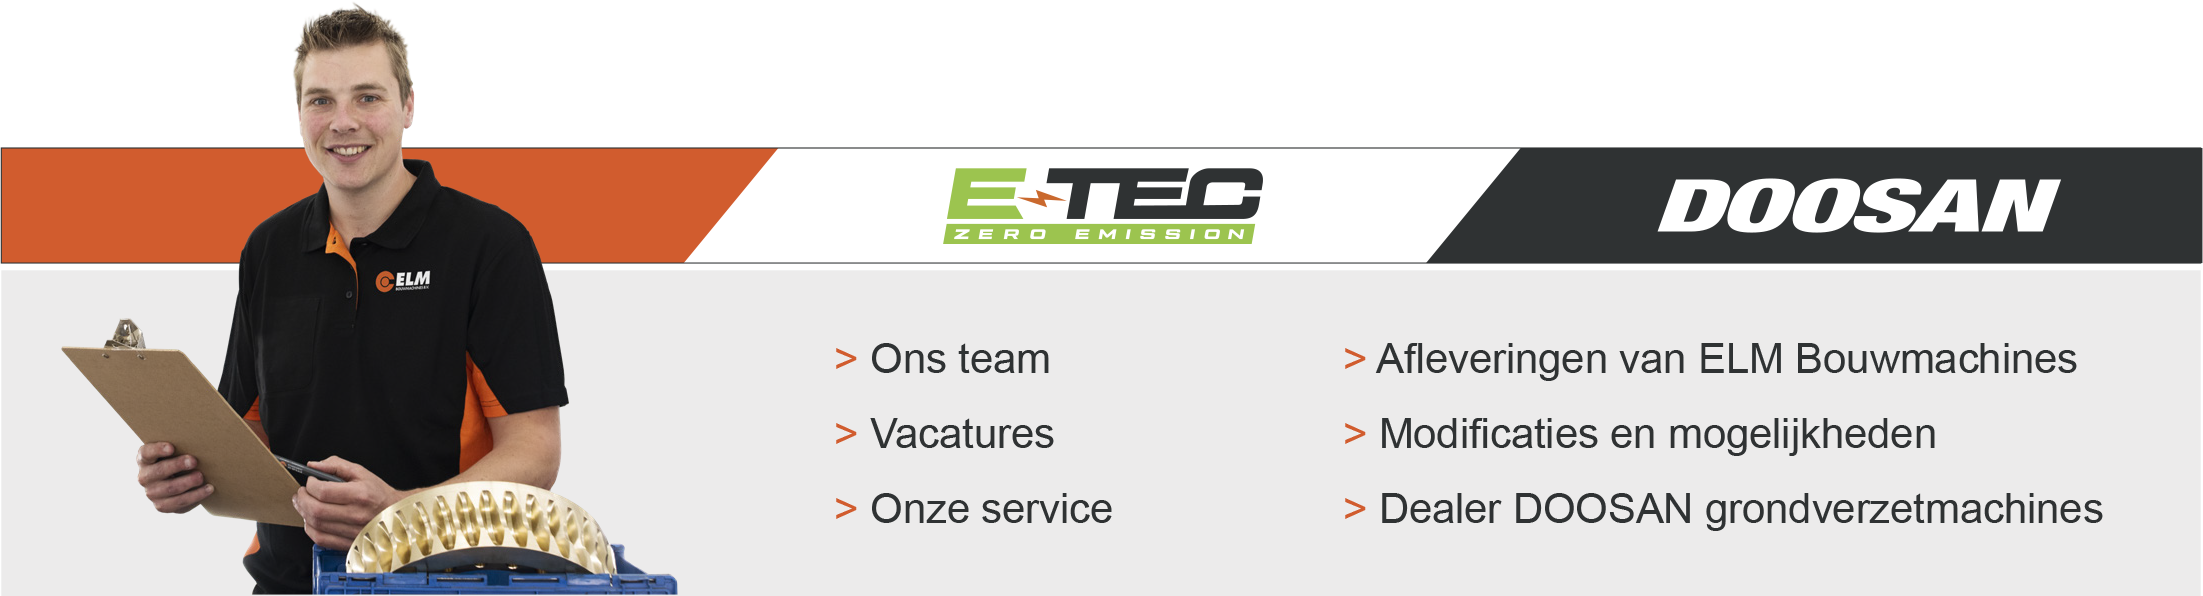 E-TEC
ZERO EMISSION
DOOSAN
ELM
BOUWMACHINES B.V.
> Ons team
> Vacatures
> Onze service
> Afleveringen van ELM Bouwmachines
> Modificaties en mogelijkheden
> Dealer DOOSAN grondverzetmachines